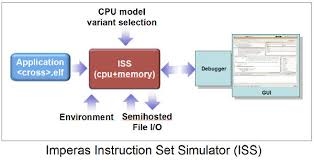 CPU model
variant selection
Application
<cross>.elf
ISS
(cpu+memory)
Debugger
GUI
Environment
Semihosted
File I/O
Imperas Instruction Set Simulator (ISS)